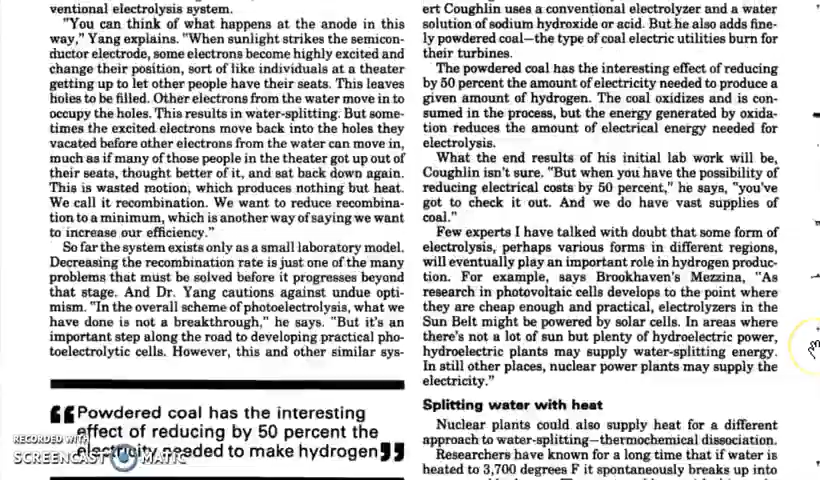 ventional electrolysis system.
"You can think of what happens at the anode in this
way," Yang explains. "When sunlight strikes the semicon-
ductor electrode, some electrons become highly excited and
change their position, sort of like individuals at a theater
getting up to let other people have their seats. This leaves
holes to be filled. Other electrons from the water move in to
occupy the holes. This results in water-splitting. But some-
times the excited electrons move back into the holes they
vacated before other electrons from the water can move in,
much as if many of those people in the theater got up out of
their seats, thought better of it, and sat back down again.
This is wasted motion, which produces nothing but heat.
We call it recombination. We want to reduce recombina-
tion to a minimum, which is another way of saying we want
to increase our efficiency."
So far the system exists only as a small laboratory model.
Decreasing the recombination rate is just one of the many
problems that must be solved before it progresses beyond
that stage. And Dr. Yang cautions against undue opti-
mism. "In the overall scheme of photoelectrolysis, what we
have done is not a breakthrough," he says. "But it's an
important step along the road to developing practical pho-
toelectrolytic cells. However, this and other similar sys-
"Powdered coal has the interesting
effect of reducing by 50 percent the
electricity needed to make hydrogen"
RECORDED WITH
SCREENCAST MATIC
ert Coughlin uses a conventional electrolyzer and a water
solution of sodium hydroxide or acid. But he also adds fine-
ly powdered coal—the type of coal electric utilities burn for
their turbines.
The powdered coal has the interesting effect of reducing
by 50 percent the amount of electricity needed to produce a
given amount of hydrogen. The coal oxidizes and is con-
sumed in the process, but the energy generated by oxida-
tion reduces the amount of electrical energy needed for
electrolysis.
What the end results of his initial lab work will be,
Coughlin isn't sure. "But when you have the possibility of
reducing electrical costs by 50 percent," he says, "you've
got to check it out. And we do have vast supplies of
coal."
Few experts I have talked with doubt that some form of
electrolysis, perhaps various forms in different regions,
will eventually play an important role in hydrogen produc-
tion. For example, says Brookhaven's Mezzina, "As
research in photovoltaic cells develops to the point where
they are cheap enough and practical, electrolyzers in the
Sun Belt might be powered by solar cells. In areas where
there's not a lot of sun but plenty of hydroelectric power,
hydroelectric plants may supply water-splitting energy.
In still other places, nuclear power plants may supply the
electricity."
Splitting water with heat
Nuclear plants could also supply heat for a different
approach to water-splitting—thermochemical dissociation.
Researchers have known for a long time that if water is
heated to 3,700 degrees F it spontaneously breaks up into